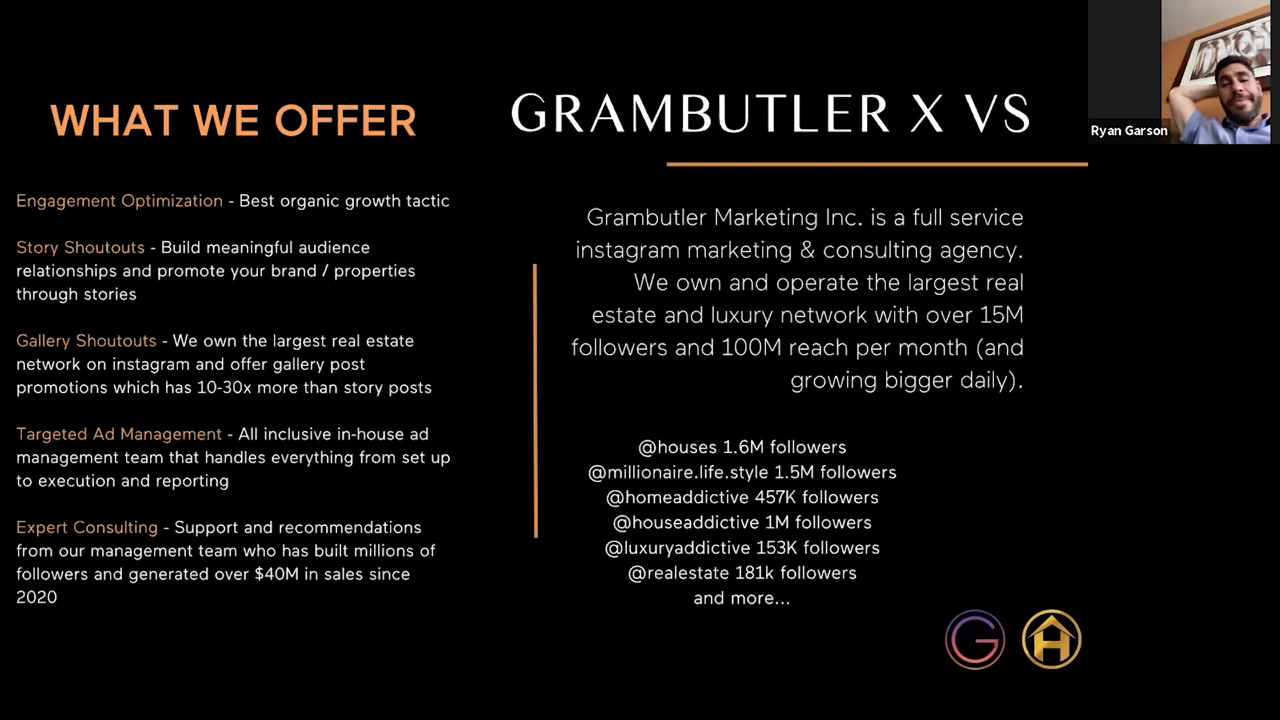 WHAT WE OFFER
Engagement Optimization - Best organic growth tactic
Story Shoutouts - Build meaningful audience
relationships and promote your brand / properties
through stories
Gallery Shoutouts - We own the largest real estate
network on instagram and offer gallery post
promotions which has 10-30x more than story posts
Targeted Ad Management - All inclusive in-house ad
management team that handles everything from set up
to execution and reporting
Expert Consulting - Support and recommendations
from our management team who has built millions of
followers and generated over $40M in sales since
2020
GRAMBUTLER X VS
Grambutler Marketing Inc. is a full service
instagram marketing & consulting agency.
We own and operate the largest real
estate and luxury network with over 15M
followers and 100M reach per month (and
growing bigger daily).
@houses 1.6M followers
@millionaire.life.style 1.5M followers
@homeaddictive 457K followers
@houseaddictive 1M followers
@luxuryaddictive 153K followers
@realestate 181k followers
and more...
Ryan Garson